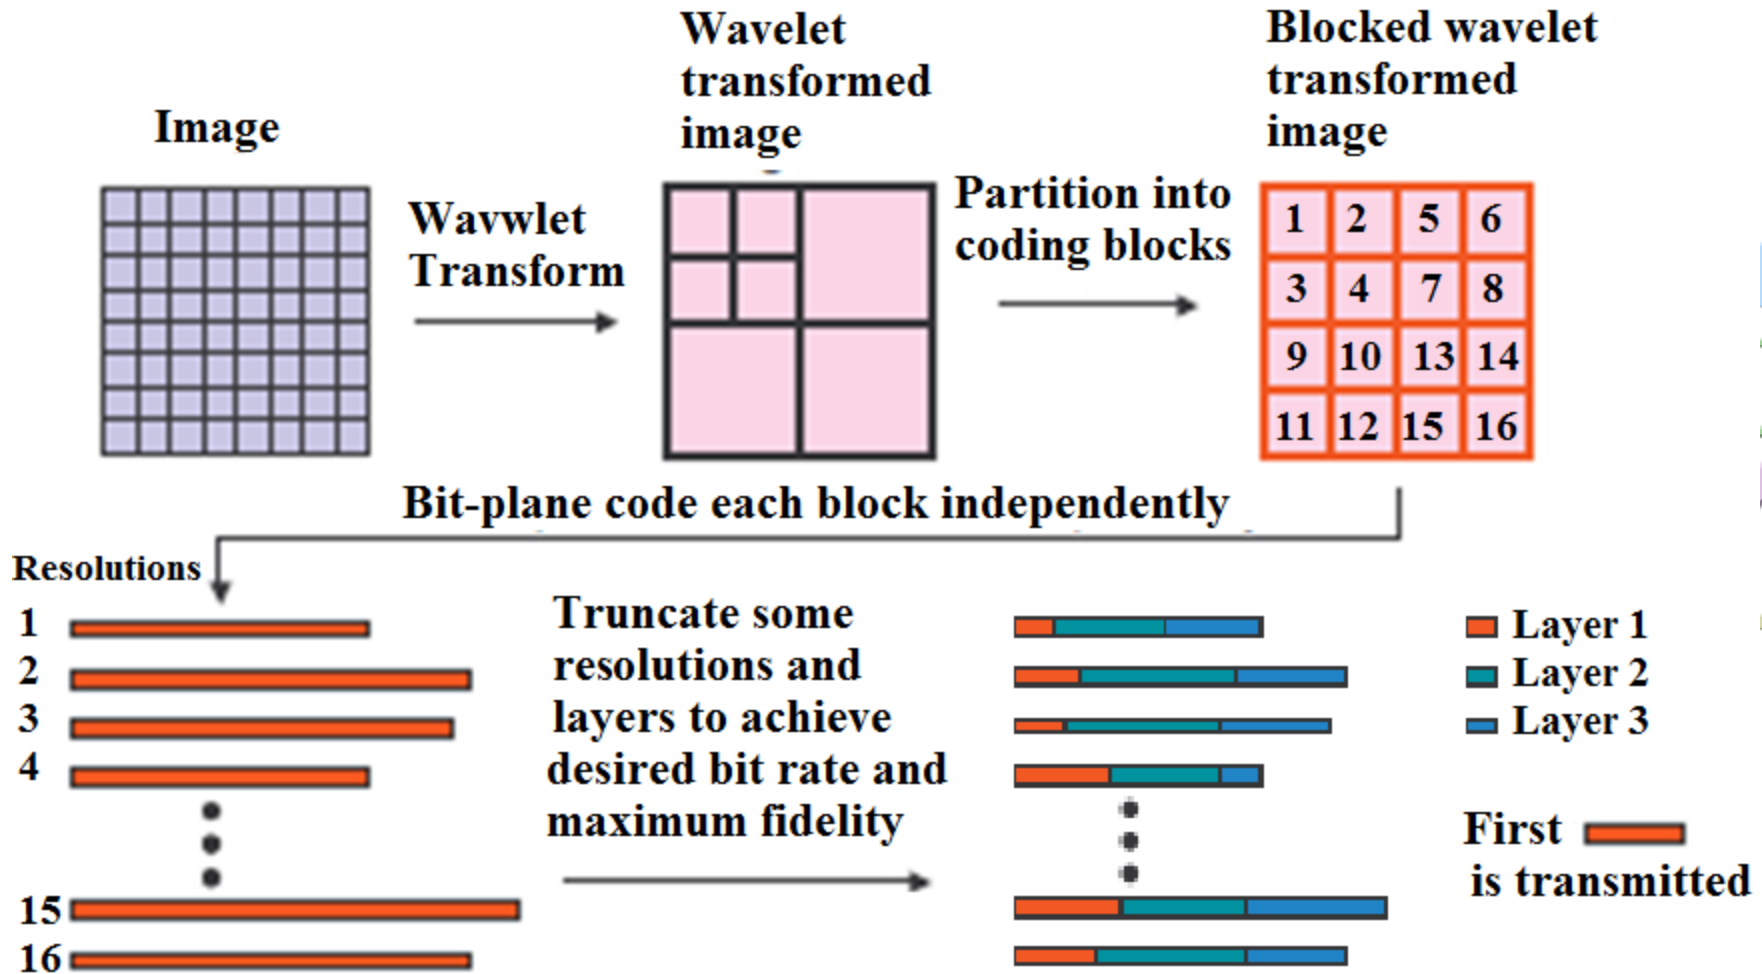 Image
Wavelet
transformed
image
Blocked wavelet
transformed
image
Wavwlet
Transform
Partition into
coding blocks
1 2 5 6
3 4 7 8
9 10 13 14
11 12 15 16
Bit-plane code each block independently
Resolutions
1
2
3
4
15
16
Truncate some
resolutions and
layers to achieve
desired bit rate and
maximum fidelity
Layer 1
Layer 2
Layer 3
First
is transmitted